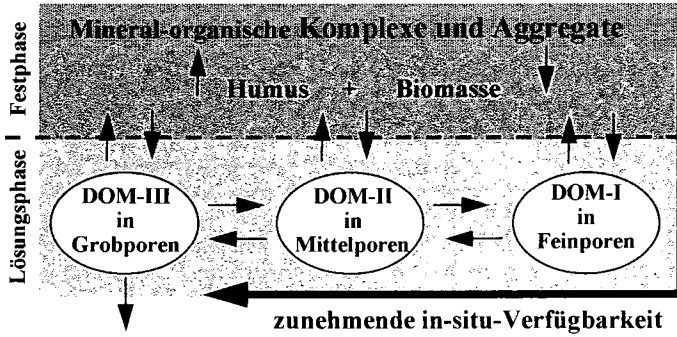 Mineral-organische Komplexe und Aggregate
Festphase
Humus + Biomasse
Lösungsphase
DOM-III
in
Grobporen
DOM-II
in
Mittelporen
DOM-I
in
Feinporen
zunehmende in-situ-Verfügbarkeit